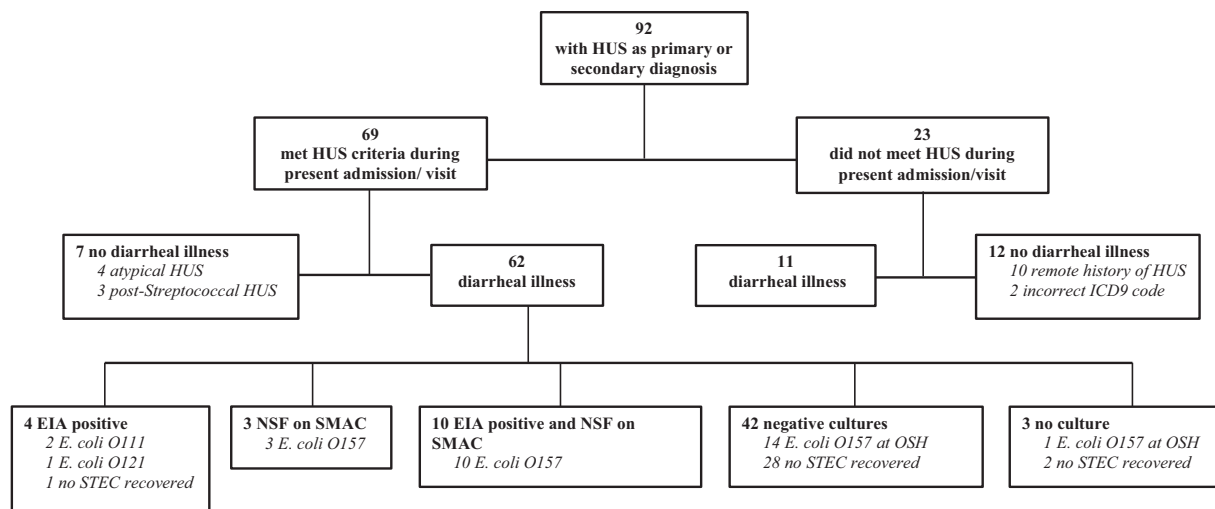 92
with HUS as primary or
secondary diagnosis
69
met HUS criteria during
present admission/ visit
23
did not meet HUS during
present admission/visit
7 no diarrheal illness
4 atypical HUS
3 post-Streptococcal HUS
62
diarrheal illness
11
diarrheal illness
12 no diarrheal illness
10 remote history of HUS
2 incorrect ICD9 code
4 EIA positive
2 E. coli O111
1 E. coli O121
1 no STEC recovered
3 NSF on SMAC
3 E. coli O157
10 EIA positive and NSF on
SMAC
10 E. coli O157
42 negative cultures
14 E. coli O157 at OSH
28 no STEC recovered
3 no culture
1 E. coli O157 at OSH
2 no STEC recovered